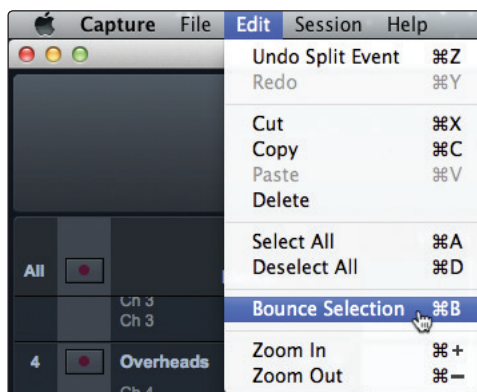 Capture File Edit Session Help
Undo Split Event ⌘Z
Redo ⌘Y
Cut ⌘X
Copy ⌘C
Paste ⌘V
Delete
Select All ⌘A
Deselect All ⌘D
Bounce Selection ⌘B
Zoom In ⌘+
Zoom Out ⌘−
All
Ch 3
Ch 3
4 Overheads
Ch 4